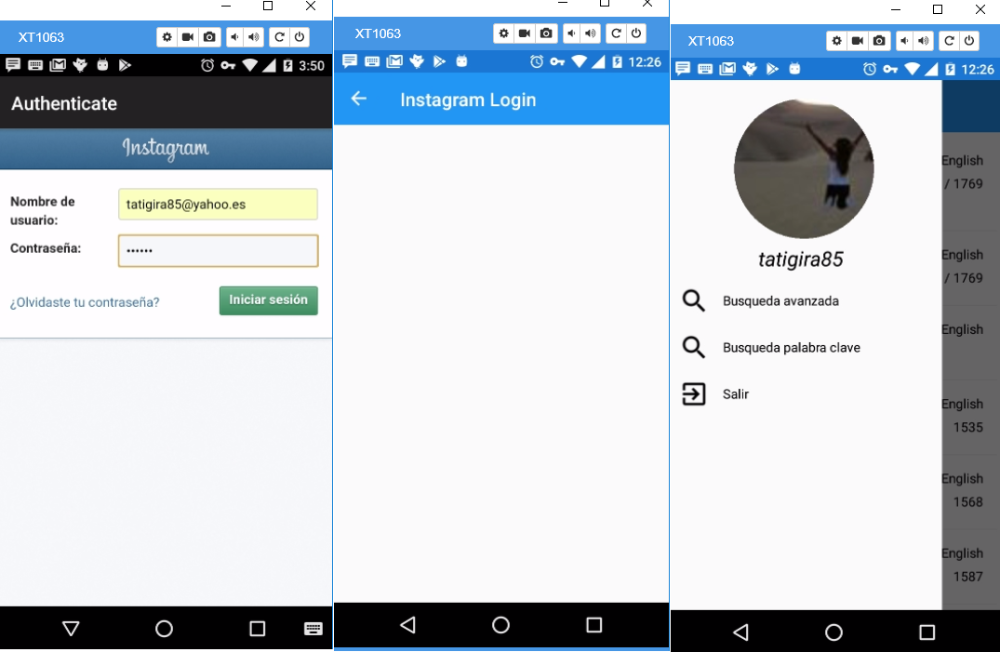 XT1063
3:50
Authenticate
Instagram
Nombre de
usuario:
tatigira85@yahoo.es
Contraseña:
••••••
¿Olvidaste tu contraseña?
Iniciar sesión
XT1063
12:26
Instagram Login
XT1063
12:26
tatigira85
Busqueda avanzada
Busqueda palabra clave
Salir
English
/ 1769
English
/ 1769
English
English
1535
English
1568
English
1587